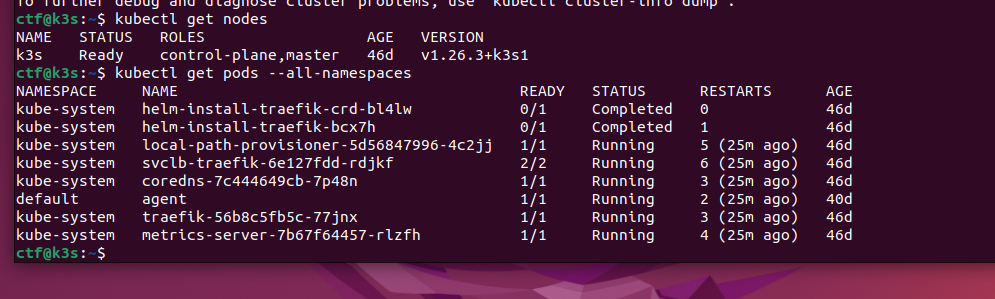 To further debug and diagnose cluster problems, use 'kubectl cluster-info dump'.
ctf@k3s:~$ kubectl get nodes
NAME   STATUS   ROLES                  AGE   VERSION
k3s    Ready    control-plane,master   46d   v1.26.3+k3s1
ctf@k3s:~$ kubectl get pods --all-namespaces
NAMESPACE     NAME                                      READY   STATUS      RESTARTS      AGE
kube-system   helm-install-traefik-crd-bl4lw            0/1     Completed   0             46d
kube-system   helm-install-traefik-bcx7h                0/1     Completed   1             46d
kube-system   local-path-provisioner-5d56847996-4c2jj   1/1     Running     5 (25m ago)   46d
kube-system   svclb-traefik-6e127fdd-rdjkf              2/2     Running     6 (25m ago)   46d
kube-system   coredns-7c444649cb-7p48n                  1/1     Running     3 (25m ago)   46d
default       agent                                     1/1     Running     2 (25m ago)   40d
kube-system   traefik-56b8c5fb5c-77jnx                  1/1     Running     3 (25m ago)   46d
kube-system   metrics-server-7b67f64457-rlzfh           1/1     Running     4 (25m ago)   46d
ctf@k3s:~$